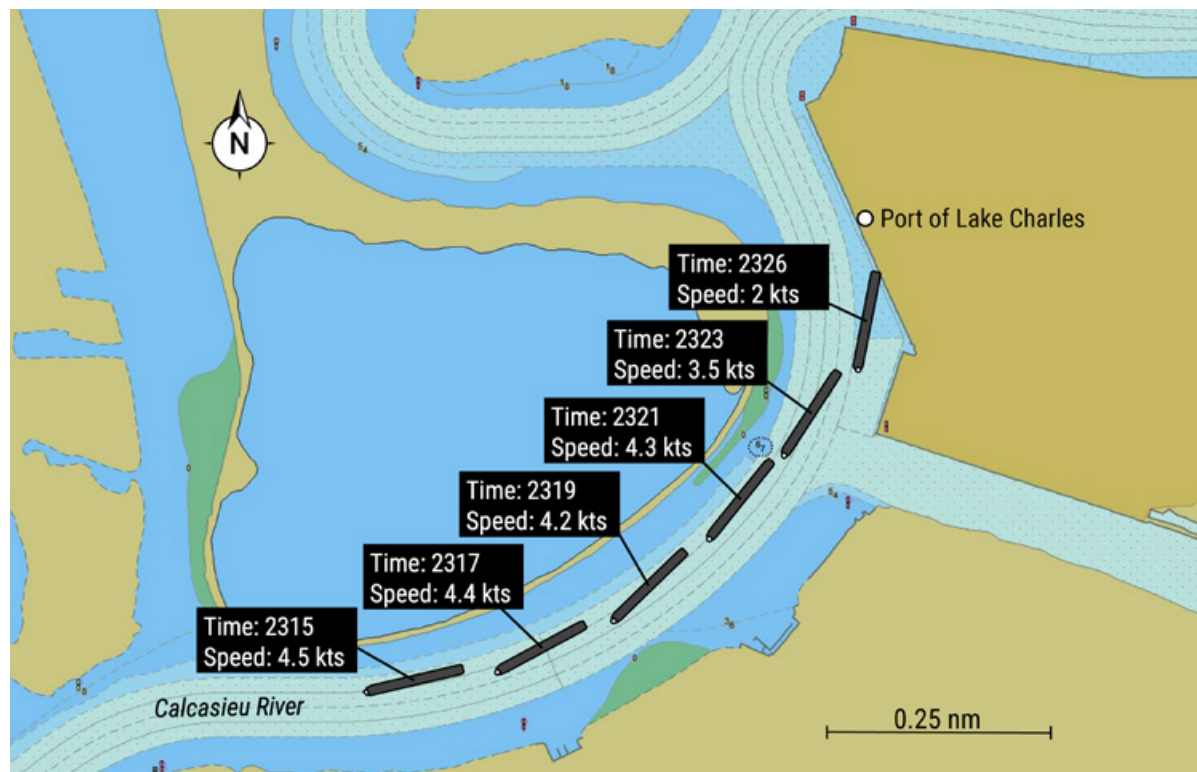 N
Port of Lake Charles
Time: 2326
Speed: 2 kts
Time: 2323
Speed: 3.5 kts
Time: 2321
Speed: 4.3 kts
Time: 2319
Speed: 4.2 kts
Time: 2317
Speed: 4.4 kts
Time: 2315
Speed: 4.5 kts
Calcasieu River
0.25 nm